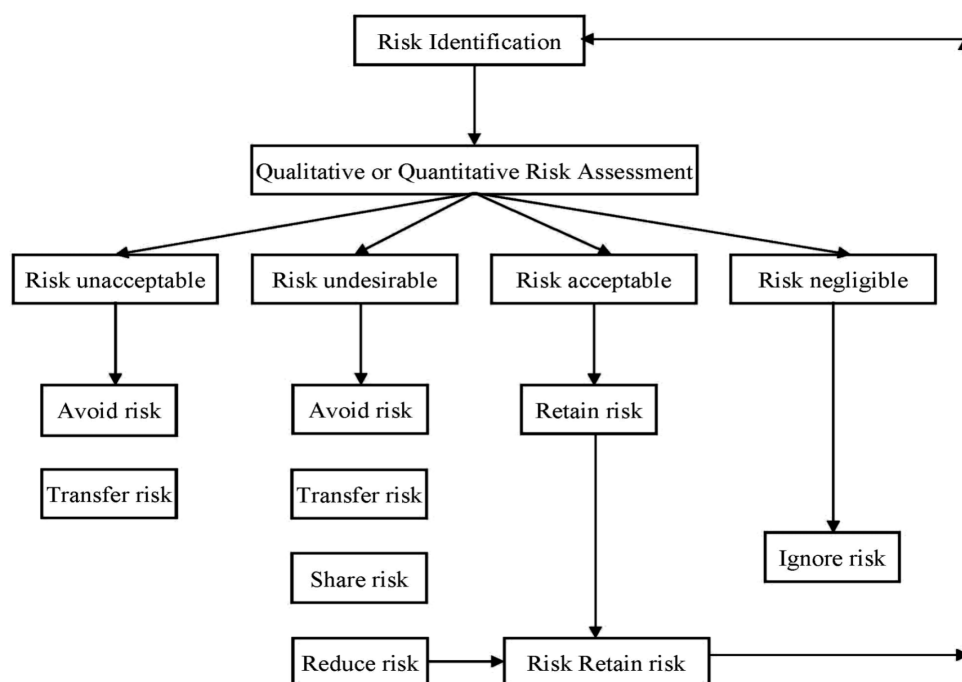 Risk Identification
Qualitative or Quantitative Risk Assessment
Risk unacceptable
Risk undesirable
Risk acceptable
Risk negligible
Avoid risk
Avoid risk
Retain risk
Transfer risk
Transfer risk
Share risk
Ignore risk
Reduce risk
Risk Retain risk